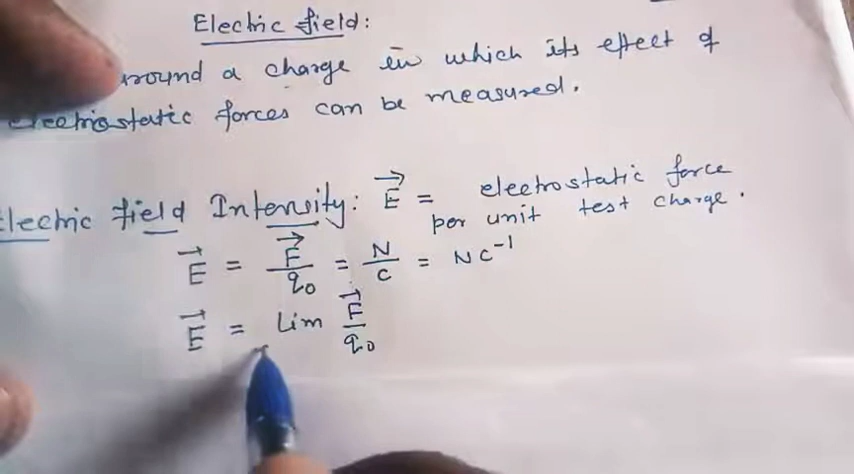 Electric field:
around a charge in which its effect of
electrostatic forces can be measured.
Electric field Intensity: E⃗ = electrostatic force
per unit test charge.
E⃗ = F⃗/q₀ = N/C = NC⁻¹
E⃗ = lim F⃗/q₀